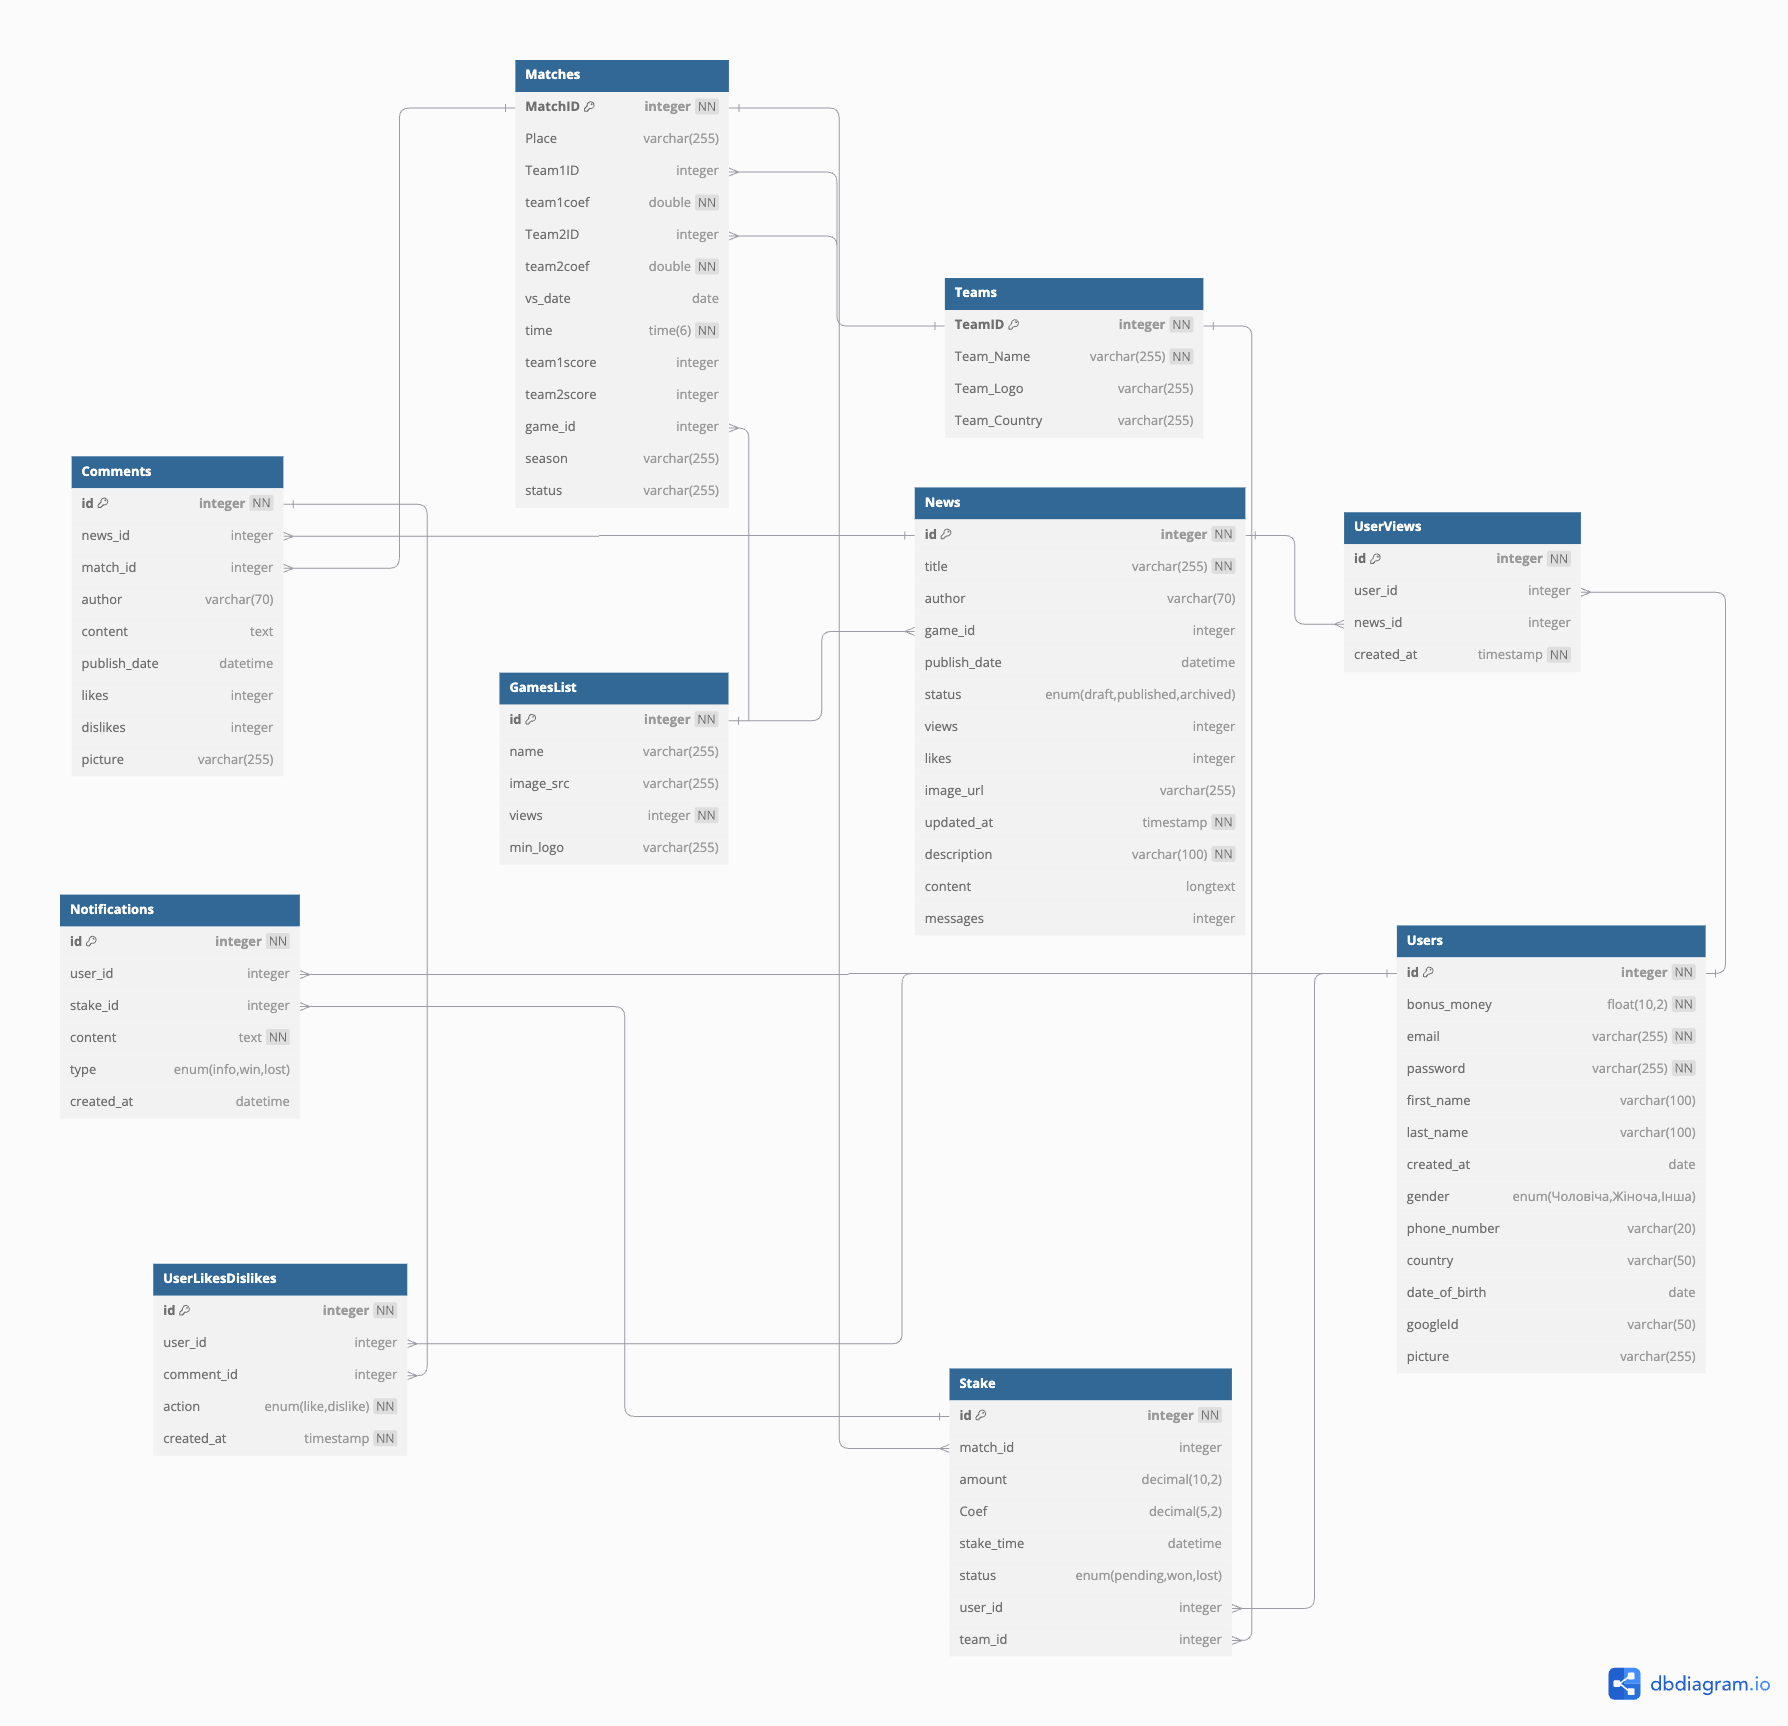 Matches
MatchID integer NN
Place varchar(255)
Team1ID integer
team1coef double NN
Team2ID integer
team2coef double NN
vs_date date
time time(6) NN
team1score integer
team2score integer
game_id integer
season varchar(255)
status varchar(255)
Teams
TeamID integer NN
Team_Name varchar(255) NN
Team_Logo varchar(255)
Team_Country varchar(255)
Comments
id integer NN
news_id integer
match_id integer
author varchar(70)
content text
publish_date datetime
likes integer
dislikes integer
picture varchar(255)
News
id integer NN
title varchar(255) NN
author varchar(70)
game_id integer
publish_date datetime
status enum(draft,published,archived)
views integer
likes integer
image_url varchar(255)
updated_at timestamp NN
description varchar(100) NN
content longtext
messages integer
UserViews
id integer NN
user_id integer
news_id integer
created_at timestamp NN
GamesList
id integer NN
name varchar(255)
image_src varchar(255)
views integer NN
min_logo varchar(255)
Notifications
id integer NN
user_id integer
stake_id integer
content text NN
type enum(info,win,lost)
created_at datetime
Users
id integer NN
bonus_money float(10,2) NN
email varchar(255) NN
password varchar(255) NN
first_name varchar(100)
last_name varchar(100)
created_at date
gender enum(Чоловіча,Жіноча,Інша)
phone_number varchar(20)
country varchar(50)
date_of_birth date
googleId varchar(50)
picture varchar(255)
UserLikesDislikes
id integer NN
user_id integer
comment_id integer
action enum(like,dislike) NN
created_at timestamp NN
Stake
id integer NN
match_id integer
amount decimal(10,2)
Coef decimal(5,2)
stake_time datetime
status enum(pending,won,lost)
user_id integer
team_id integer
dbdiagram.io